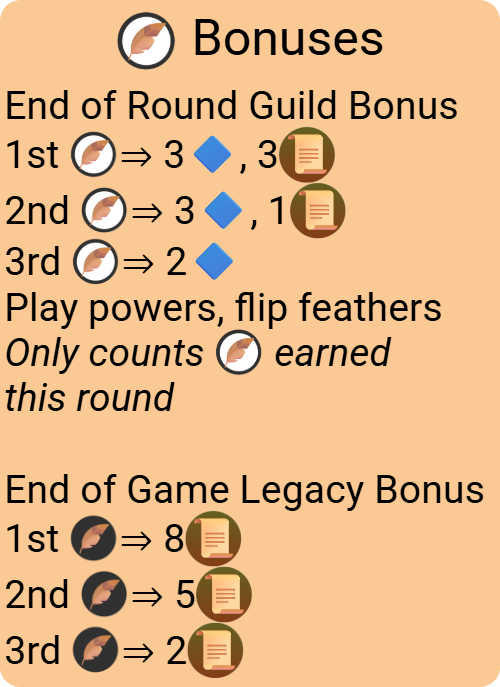 Bonuses
End of Round Guild Bonus
1st ⇒ 3 , 3
2nd ⇒ 3 , 1
3rd ⇒ 2
Play powers, flip feathers
Only counts earned
this round
End of Game Legacy Bonus
1st ⇒ 8
2nd ⇒ 5
3rd ⇒ 2